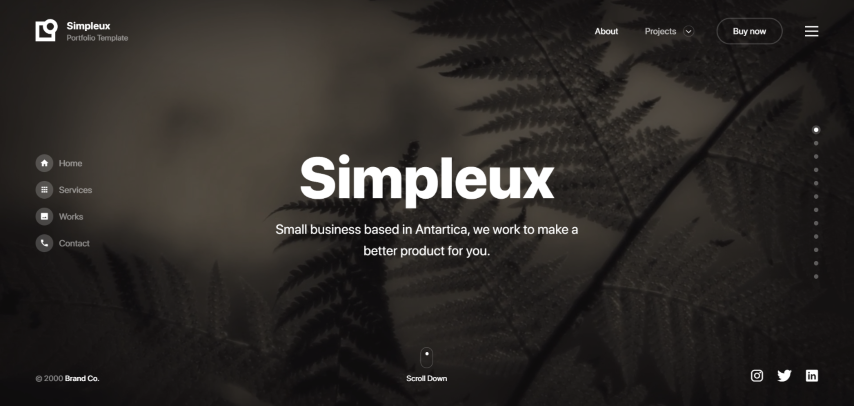 Simpleux
Portfolio Template
About
Projects
Buy now
Home
Services
Works
Contact
Simpleux
Small business based in Antartica, we work to make a
better product for you.
Scroll Down
© 2000 Brand Co.
in